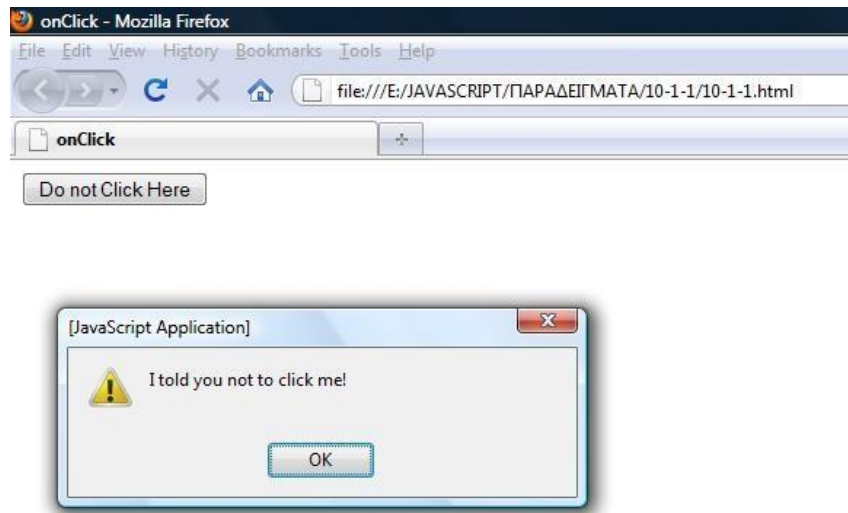 onClick - Mozilla Firefox
File Edit View History Bookmarks Tools Help
file:///E:/JAVASCRIPT/ΠΑΡΑΔΕΙΓΜΑΤΑ/10-1-1/10-1-1.html
onClick
Do not Click Here
[JavaScript Application]
I told you not to click me!
OK